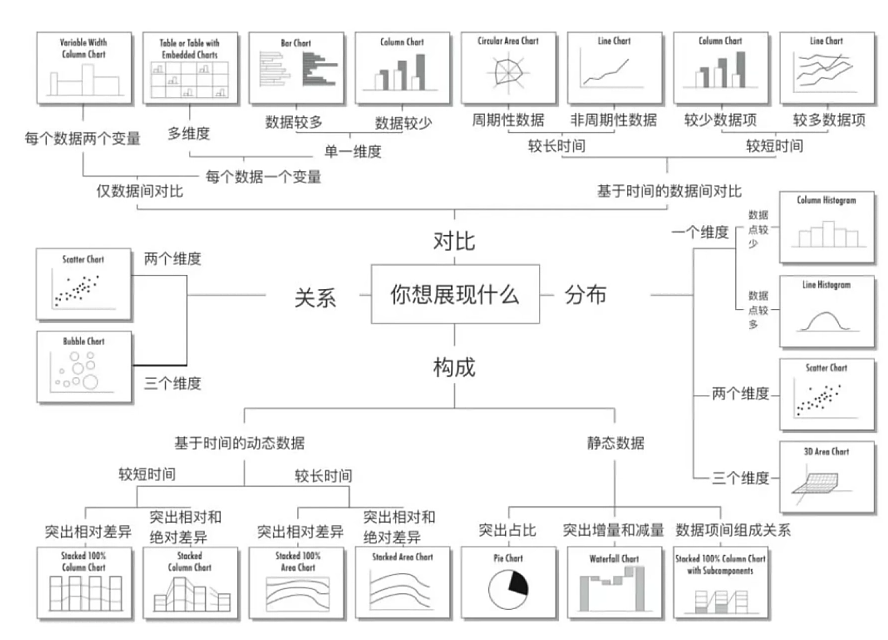 Variable Width
Column Chart
Table or Table with
Embedded Charts
Bar Chart
Column Chart
Circular Area Chart
Line Chart
Column Chart
Line Chart
每个数据两个变量
多维度
数据较多
数据较少
周期性数据
非周期性数据
较少数据项
较多数据项
单一维度
较长时间
较短时间
每个数据一个变量
仅数据间对比
基于时间的数据间对比
对比
Scatter Chart
两个维度
Bubble Chart
三个维度
关系
你想展现什么
分布
一个维度
数据
点较
少
Column Histogram
数据
点较
多
Line Histogram
两个维度
Scatter Chart
三个维度
3D Area Chart
构成
基于时间的动态数据
静态数据
较短时间
较长时间
突出相对差异
突出相对和
绝对差异
突出相对差异
突出相对和
绝对差异
突出占比
突出增量和减量
数据项间组成关系
Stacked 100%
Column Chart
Stacked
Column Chart
Stacked 100%
Area Chart
Stacked Area Chart
Pie Chart
Waterfall Chart
Stacked 100% Column Chart
with Subcomponents